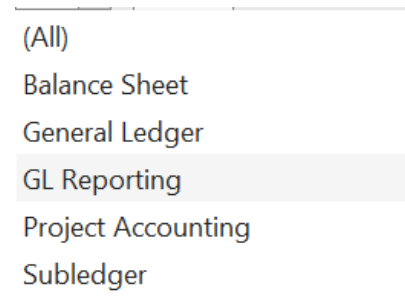 (All)
Balance Sheet
General Ledger
GL Reporting
Project Accounting
Subledger